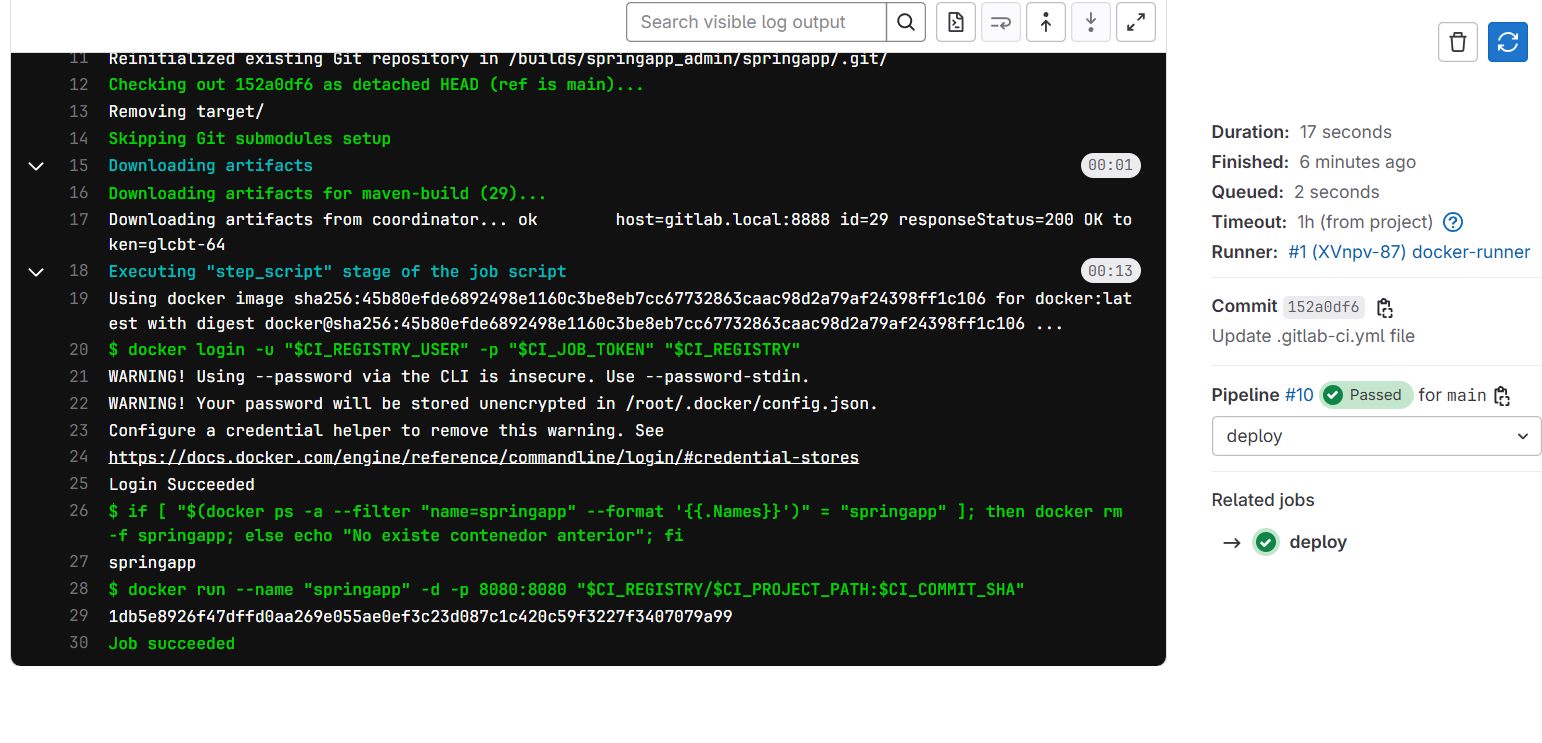 Search visible log output
11 Reinitialized existing Git repository in /builds/springapp_admin/springapp/.git/
12 Checking out 152a0df6 as detached HEAD (ref is main)...
13 Removing target/
14 Skipping Git submodules setup
15 Downloading artifacts 00:01
16 Downloading artifacts for maven-build (29)...
17 Downloading artifacts from coordinator... ok        host=gitlab.local:8888 id=29 responseStatus=200 OK to
ken=glcbt-64
18 Executing "step_script" stage of the job script 00:13
19 Using docker image sha256:45b80efde6892498e1160c3be8eb7cc67732863caac98d2a79af24398ff1c106 for docker:lat
est with digest docker@sha256:45b80efde6892498e1160c3be8eb7cc67732863caac98d2a79af24398ff1c106 ...
20 $ docker login -u "$CI_REGISTRY_USER" -p "$CI_JOB_TOKEN" "$CI_REGISTRY"
21 WARNING! Using --password via the CLI is insecure. Use --password-stdin.
22 WARNING! Your password will be stored unencrypted in /root/.docker/config.json.
23 Configure a credential helper to remove this warning. See
24 https://docs.docker.com/engine/reference/commandline/login/#credential-stores
25 Login Succeeded
26 $ if [ "$(docker ps -a --filter "name=springapp" --format '{{.Names}}')" = "springapp" ]; then docker rm
-f springapp; else echo "No existe contenedor anterior"; fi
27 springapp
28 $ docker run --name "springapp" -d -p 8080:8080 "$CI_REGISTRY/$CI_PROJECT_PATH:$CI_COMMIT_SHA"
29 1db5e8926f47dffd0aa269e055ae0ef3c23d087c1c420c59f3227f3407079a99
30 Job succeeded
Duration: 17 seconds
Finished: 6 minutes ago
Queued: 2 seconds
Timeout: 1h (from project)
Runner: #1 (XVnpv-87) docker-runner
Commit 152a0df6
Update .gitlab-ci.yml file
Pipeline #10 Passed for main
deploy
Related jobs
→ deploy